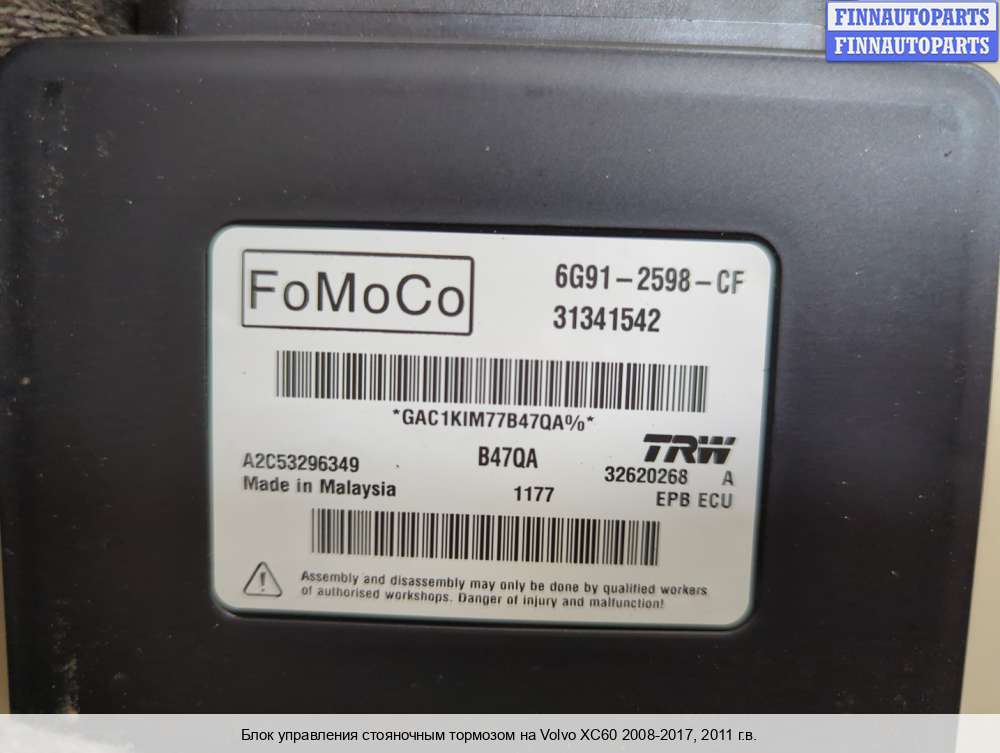 FINNAUTOPARTS
FINNAUTOPARTS
FoMoCo
6G91-2598-CF
31341542
*GAC1KIM77B47QA%*
A2C53296349
B47QA
TRW
32620268 A
Made in Malaysia
1177
EPB ECU
Assembly and disassembly may only be done by qualified workers
of authorised workshops. Danger of injury and malfunction!
Блок управления стояночным тормозом на Volvo XC60 2008-2017, 2011 г.в.